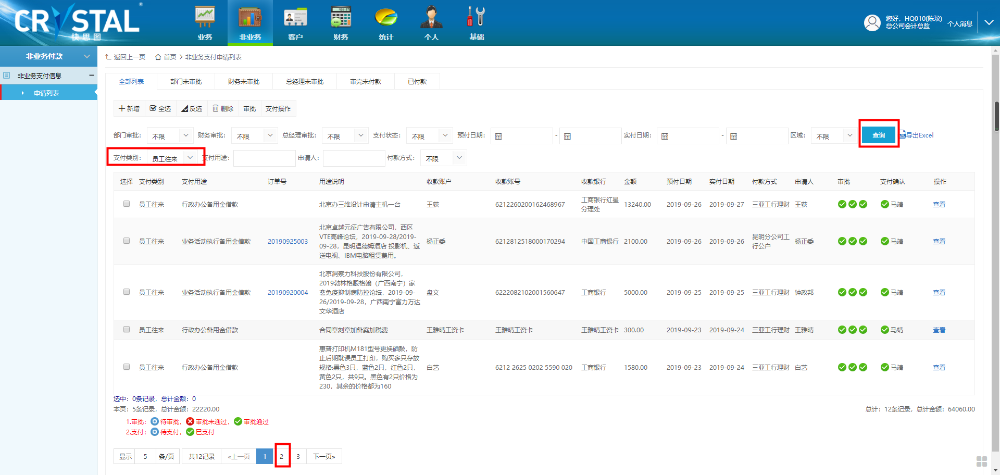 CRYSTAL
快思图
®
业务
非业务
客户
财务
统计
个人
基础
您好，HQ010(陈玟)
总公司会计总监
个人消息
非业务付款
非业务支付信息
申请列表
返回上一页 首页 > 非业务支付申请列表
全部列表 部门未审批 财务未审批 总经理未审批 审完未付款 已付款
新增 全选 反选 删除 审批 支付操作
部门审批： 不限 财务审批： 不限 总经理审批： 不限 支付状态： 不限 预付日期： - 实付日期： - 区域： 不限 查询 导出Excel
支付类别： 员工往来 支付用途： 申请人： 付款方式： 不限
选择 支付类别 支付用途 订单号 用途说明 收款账户 收款账号 收款银行 金额 预付日期 实付日期 付款方式 申请人 审批 支付确认 操作
员工往来 行政办公备用金借款 北京办三维设计申请主机一台 王荻 6212260200162468967 工商银行红星
分理处 13240.00 2019-09-26 2019-09-27 三亚工行理财 王荻 马靖 查看
员工往来 业务活动执行备用金借款 20190925003 北京卓越元征广告有限公司，西区
VTE高峰论坛，2019-09-28/2019-
09-28，昆明温德姆酒店 投影机、返
送电视、IBM电脑租赁费用。
杨正委 6212812518000170294 中国工商银行 2100.00 2019-09-26 2019-09-26 昆明分公司工
行公户 杨正委 马靖 查看
员工往来 业务活动执行备用金借款 20190920004 北京洞察力科技股份有限公司，
2019勃林格殷格翰（广西南宁）家
禽免疫抑制病防控论坛，2019-09-
26/2019-09-28，广西南宁富力万达
文华酒店
盘文 6222082102001560647 工商银行 5000.00 2019-09-25 2019-09-25 三亚工行理财 钟政邦 马靖 查看
员工往来 行政办公备用金借款 合同章刻章加备案加税费 王雅晴工资卡 王雅晴工资卡 王雅晴工资卡 300.00 2019-09-23 2019-09-24 三亚工行理财 王雅晴 马靖 查看
员工往来 行政办公备用金借款 惠普打印机M181型号更换硒鼓，防
止后期耽误员工打印，购买多只存放
规格:黑色3只，蓝色2只，红色2只，
黄色2只，共9只。黑色有2只价格为
230，其余的价格都为160
白艺 6212 2625 0202 5590 020 工商银行 1580.00 2019-09-23 2019-09-24 三亚工行理财 白艺 马靖 查看
选中：0条记录，总计金额：0
本页：5条记录，总计金额：22220.00
总计：12条记录，总计金额：64060.00
1.审批： 待审批， 审批未通过， 审批通过
2.支付： 待支付， 已支付
显示 5 条/页 共12记录 «上一页 1 2 3 下一页»